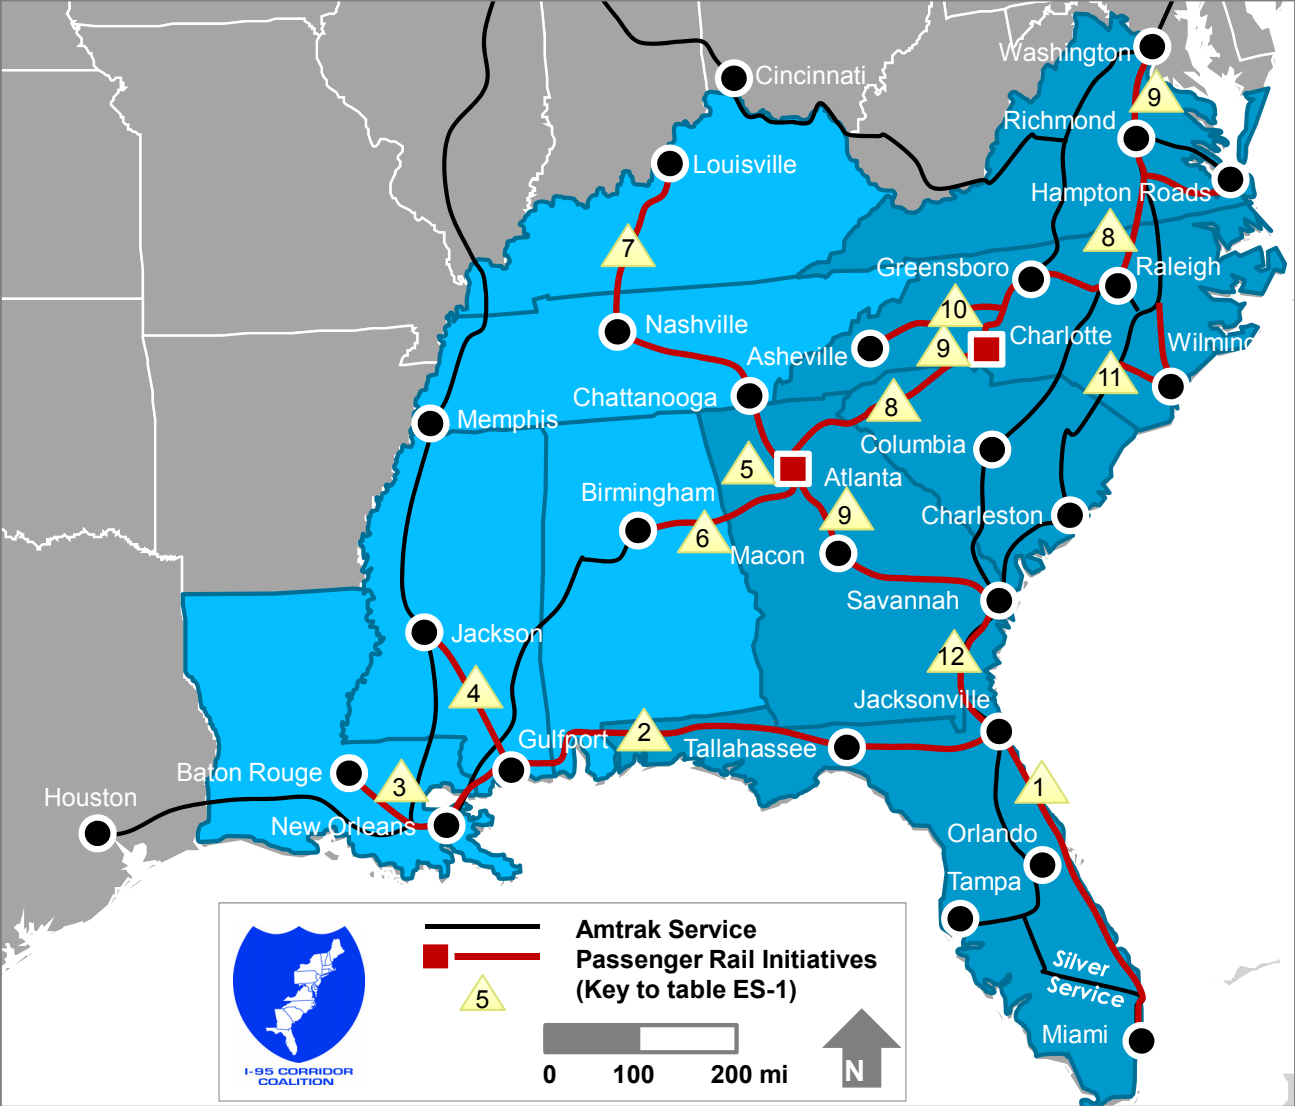 Washington
Cincinnati
9
Richmond
Louisville
Hampton Roads
7
8
Greensboro
Raleigh
10
Nashville
Charlotte
Wilming
Asheville
9
11
Chattanooga
8
Memphis
Columbia
5
Atlanta
Birmingham
9
Charleston
6
Macon
Savannah
Jackson
12
4
Jacksonville
2
Gulfport
Tallahassee
Baton Rouge
3
1
Houston
New Orleans
Orlando
Tampa
Silver
Service
Miami
Amtrak Service
Passenger Rail Initiatives
(Key to table ES-1)
5
I-95 CORRIDOR
COALITION
0 100 200 mi
N